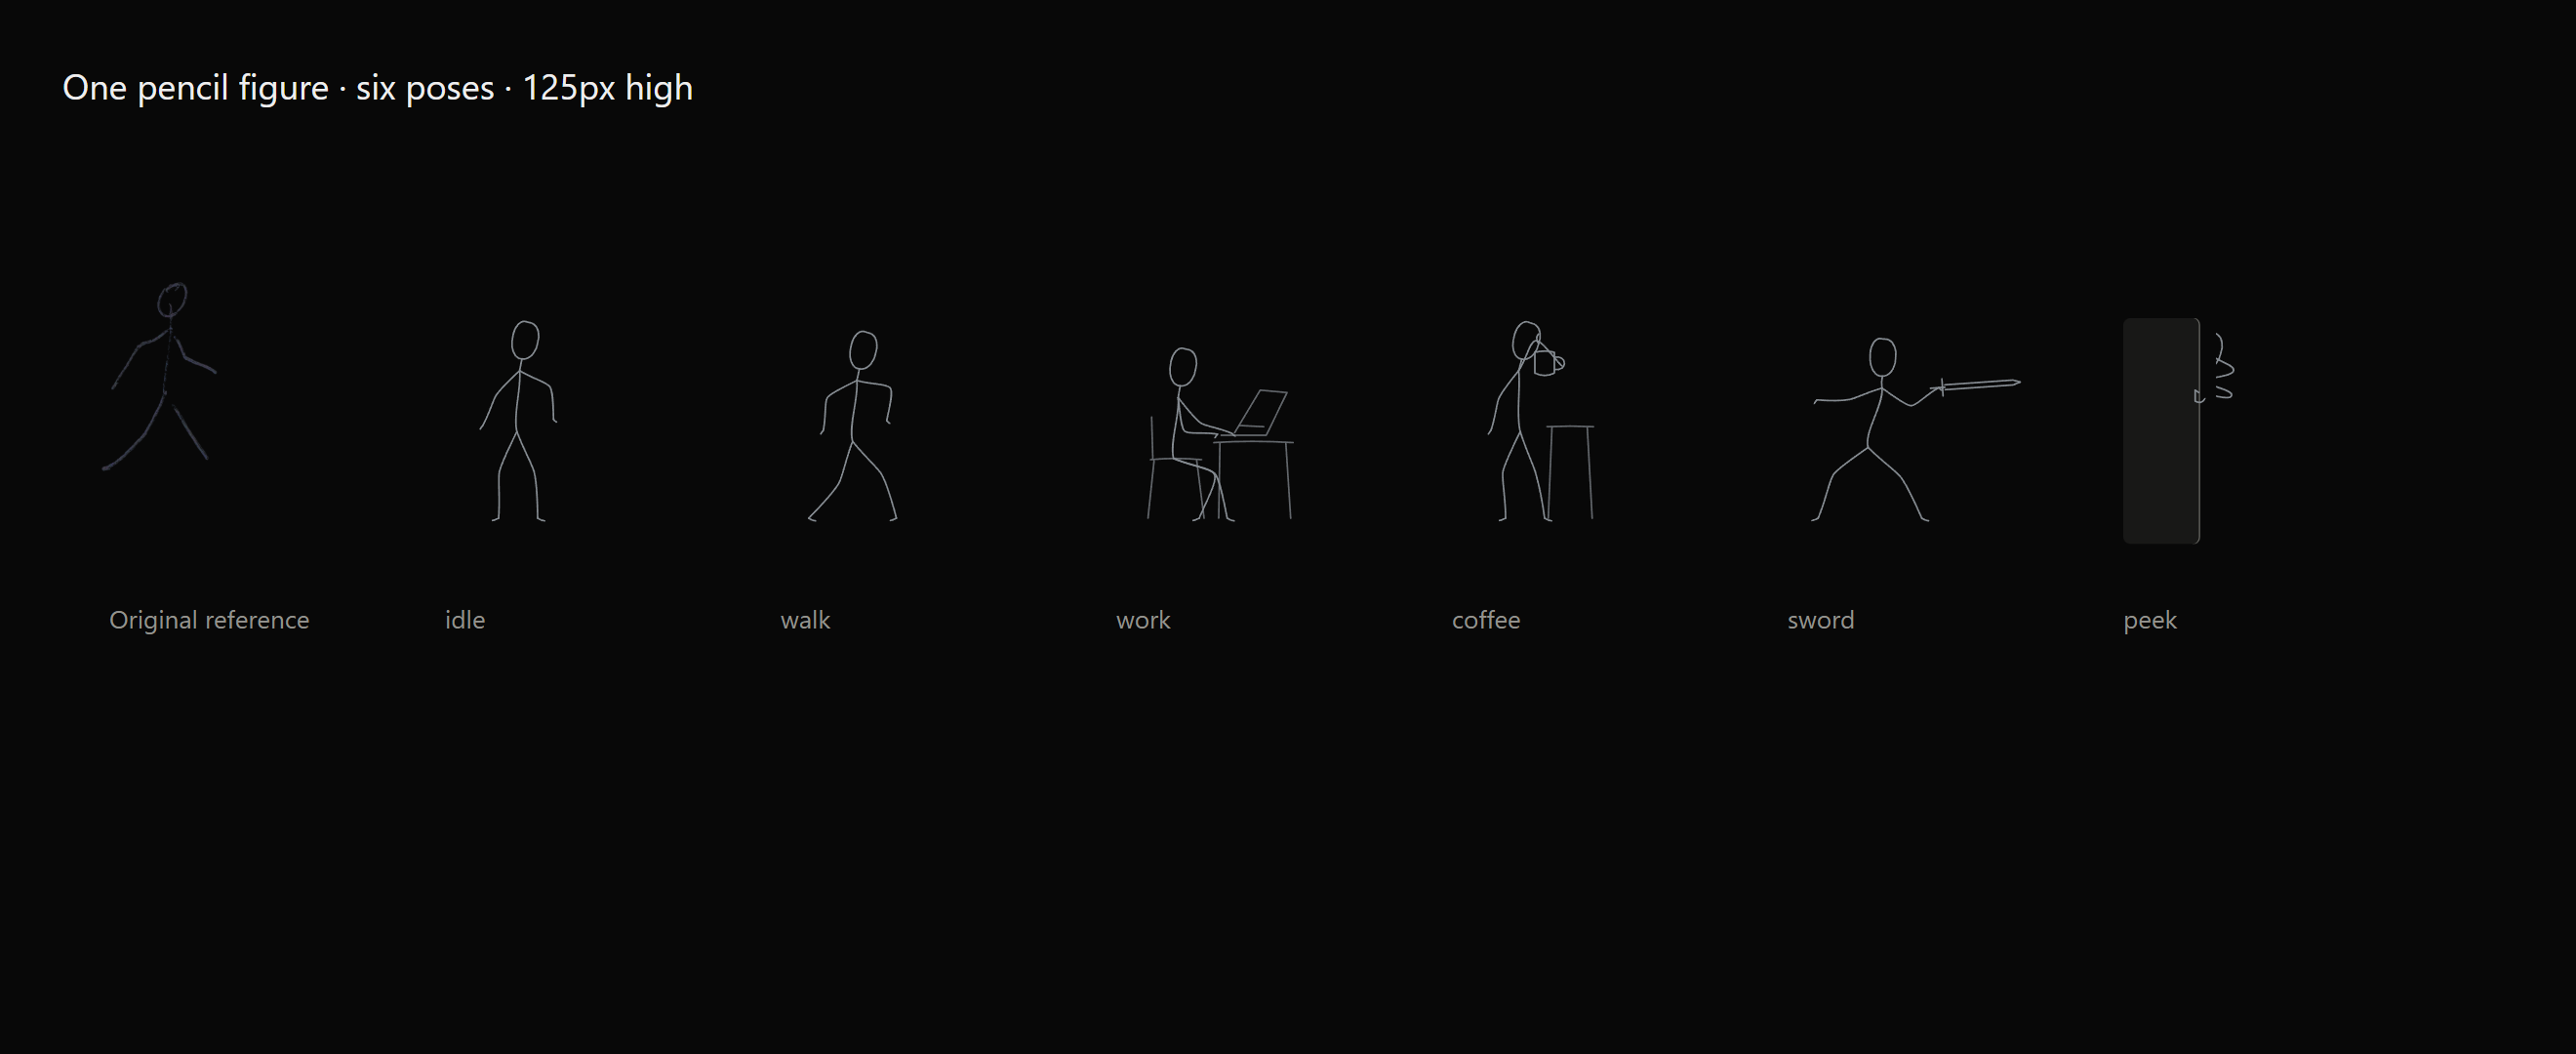 One pencil figure · six poses · 125px high
Original reference
idle
walk
work
coffee
sword
peek